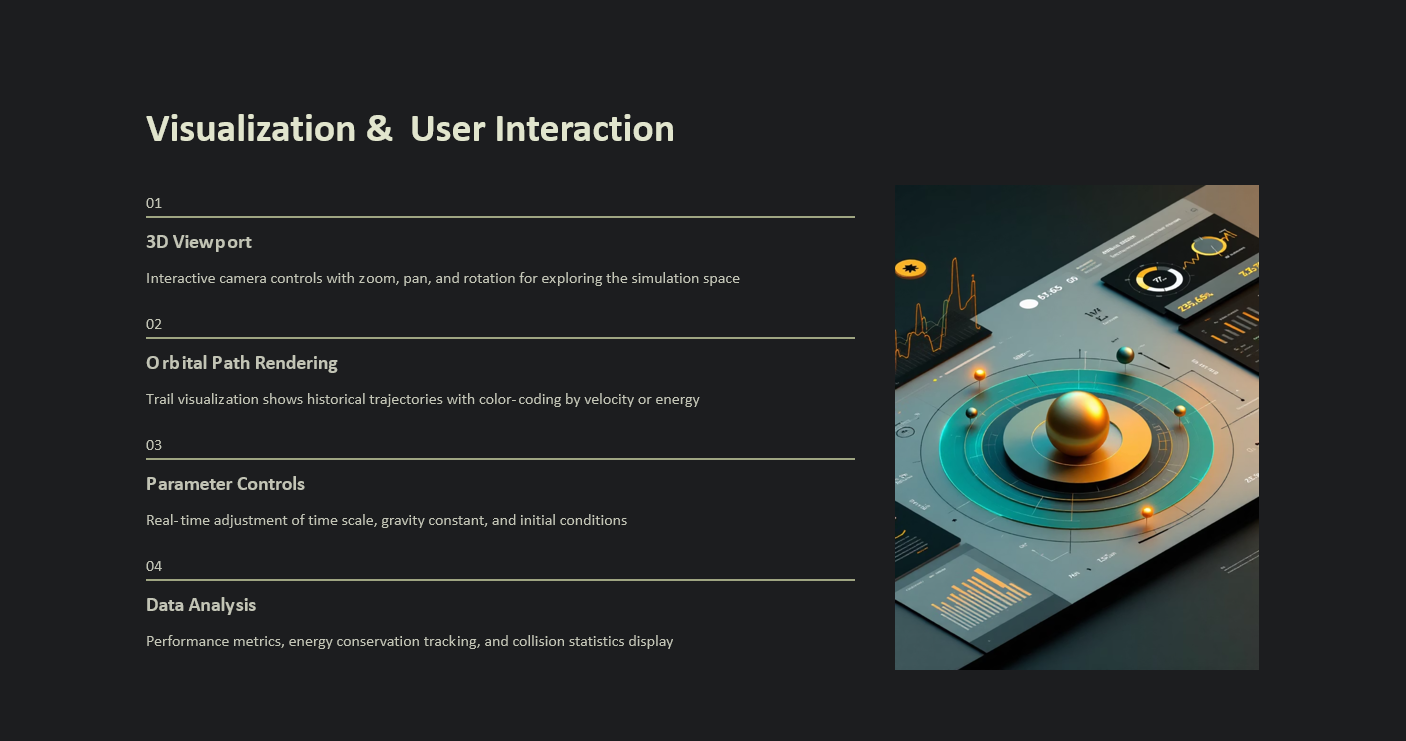 Visualization & User Interaction
01
3D Viewport
Interactive camera controls with zoom, pan, and rotation for exploring the simulation space
02
Orbital Path Rendering
Trail visualization shows historical trajectories with color-coding by velocity or energy
03
Parameter Controls
Real-time adjustment of time scale, gravity constant, and initial conditions
04
Data Analysis
Performance metrics, energy conservation tracking, and collision statistics display